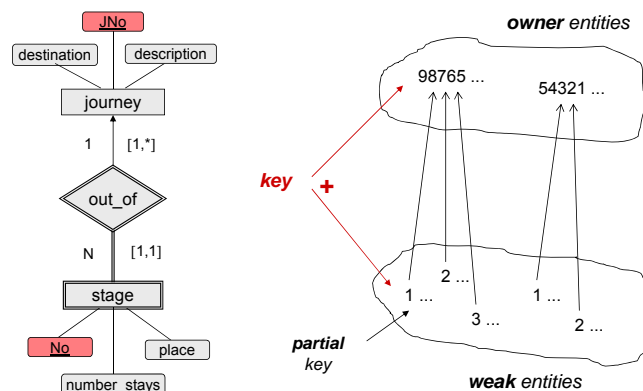 JNo
destination
description
journey
1
[1,*]
out_of
N
[1,1]
stage
No
place
number_stays
owner entities
98765 ...
54321 ...
key
+
2 ...
1 ...
1 ...
3 ...
2 ...
partial
key
weak entities